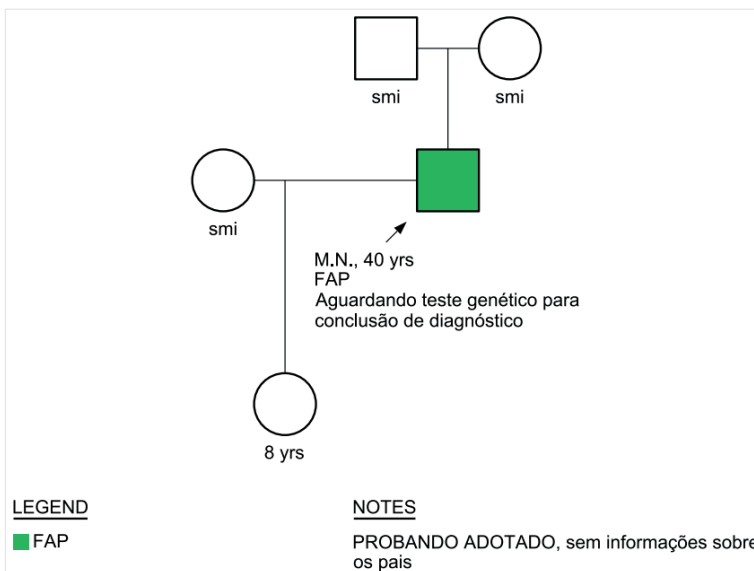 smi
smi
smi
M.N., 40 yrs
FAP
Aguardando teste genético para
conclusão de diagnóstico
8 yrs
LEGEND
FAP
NOTES
PROBANDO ADOTADO, sem informações sobre
os pais